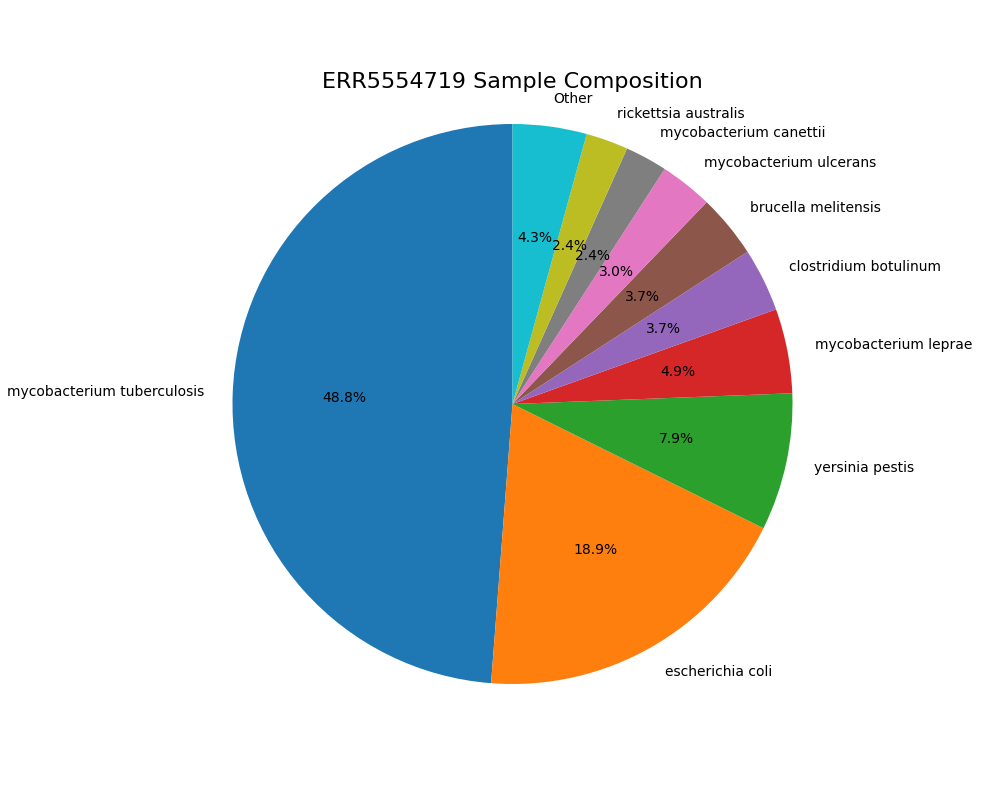 ERR5554719 Sample Composition
Other
rickettsia australis
mycobacterium canettii
mycobacterium ulcerans
brucella melitensis
clostridium botulinum
mycobacterium leprae
yersinia pestis
escherichia coli
mycobacterium tuberculosis
4.3%
2.4%
2.4%
3.0%
3.7%
3.7%
4.9%
7.9%
18.9%
48.8%